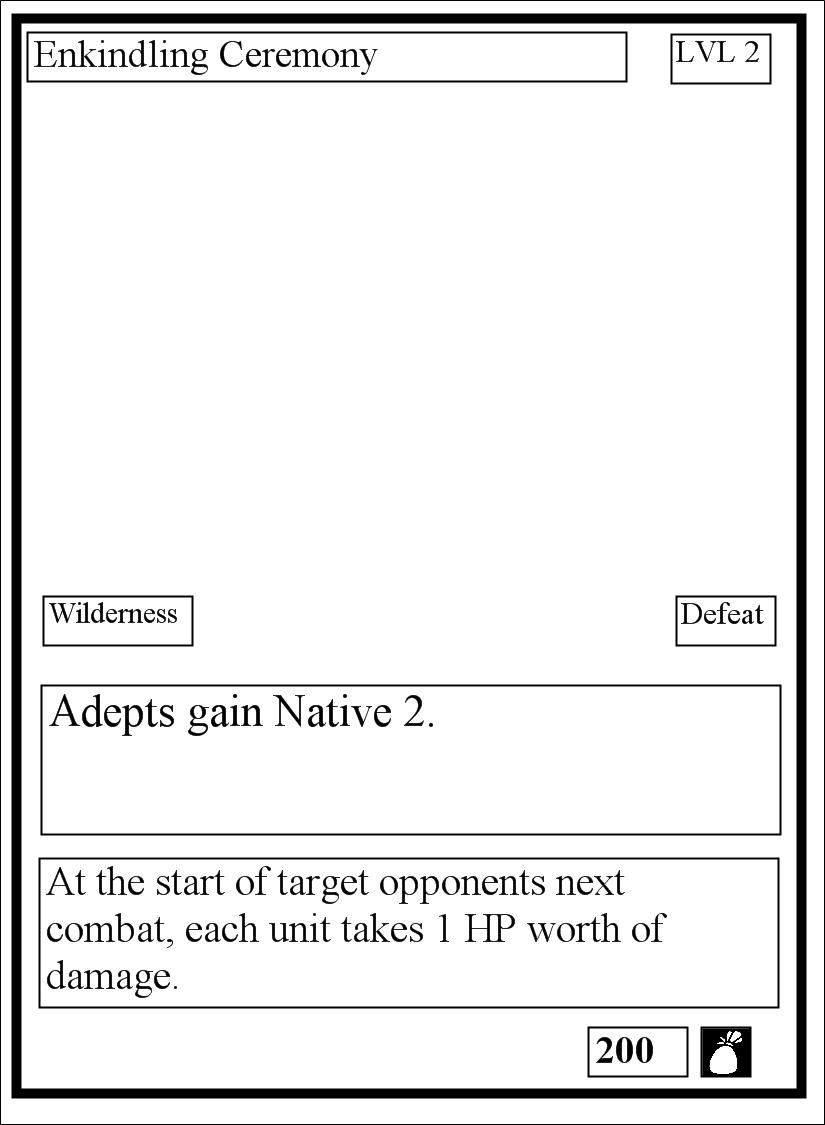 Enkindling Ceremony
LVL 2
Wilderness
Defeat
Adepts gain Native 2.
At the start of target opponents next
combat, each unit takes 1 HP worth of
damage.
200